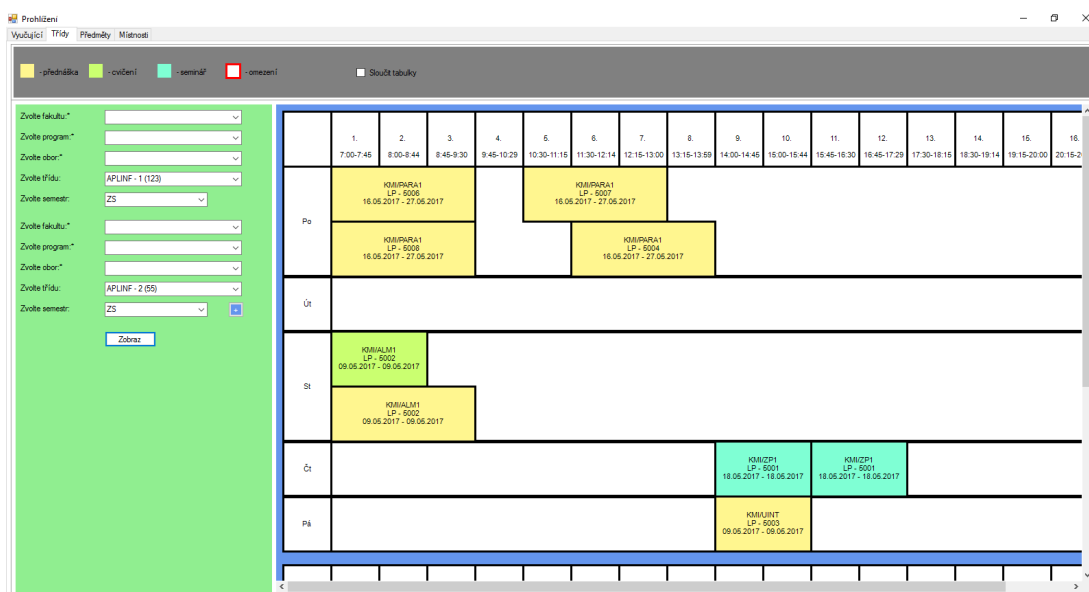 Prohlížení
Vyučující Třídy Předměty Místnosti
- přednáška - cvičení - seminář - omezení Sloučit tabulky
Zvolte fakultu:*
Zvolte program:*
Zvolte obor:*
Zvolte třídu: APLINF - 1 (123)
Zvolte semestr: ZS
Zvolte fakultu:*
Zvolte program:*
Zvolte obor:*
Zvolte třídu: APLINF - 2 (55)
Zvolte semestr: ZS +
Zobraz
1. 2. 3. 4. 5. 6. 7. 8. 9. 10. 11. 12. 13. 14. 15. 16.
7:00-7:45 8:00-8:44 8:45-9:30 9:45-10:29 10:30-11:15 11:30-12:14 12:15-13:00 13:15-13:59 14:00-14:45 15:00-15:44 15:45-16:30 16:45-17:29 17:30-18:15 18:30-19:14 19:15-20:00 20:15-2
Po
KMI/PARA1
LP - 5006
16.05.2017 - 27.05.2017
KMI/PARA1
LP - 5007
16.05.2017 - 27.05.2017
KMI/PARA1
LP - 5008
16.05.2017 - 27.05.2017
KMI/PARA1
LP - 5004
16.05.2017 - 27.05.2017
Út
St
KMI/ALM1
LP - 5002
09.05.2017 - 09.05.2017
KMI/ALM1
LP - 5002
09.05.2017 - 09.05.2017
Čt
KMI/ZP1
LP - 5001
18.05.2017 - 18.05.2017
KMI/ZP1
LP - 5001
18.05.2017 - 18.05.2017
Pá
KMI/UINT
LP - 5003
09.05.2017 - 09.05.2017